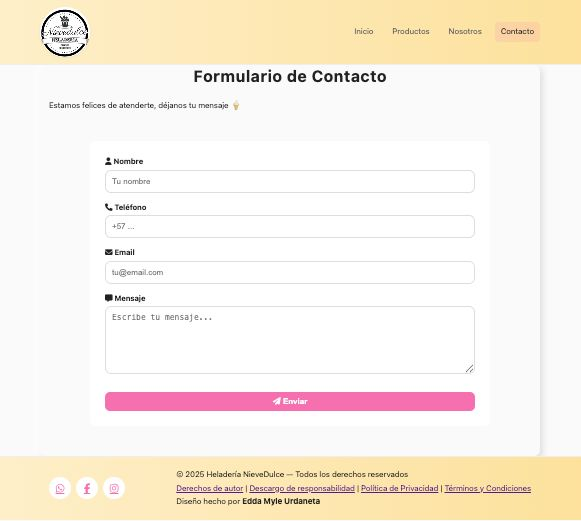 NieveDulce
HELADERÍA
Inicio Productos Nosotros Contacto
Formulario de Contacto
Estamos felices de atenderte, déjanos tu mensaje 🍦
Nombre
Tu nombre
Teléfono
+57 ...
Email
tu@email.com
Mensaje
Escribe tu mensaje...
Enviar
© 2025 Heladería NieveDulce — Todos los derechos reservados
Derechos de autor | Descargo de responsabilidad | Política de Privacidad | Términos y Condiciones
Diseño hecho por Edda Myle Urdaneta